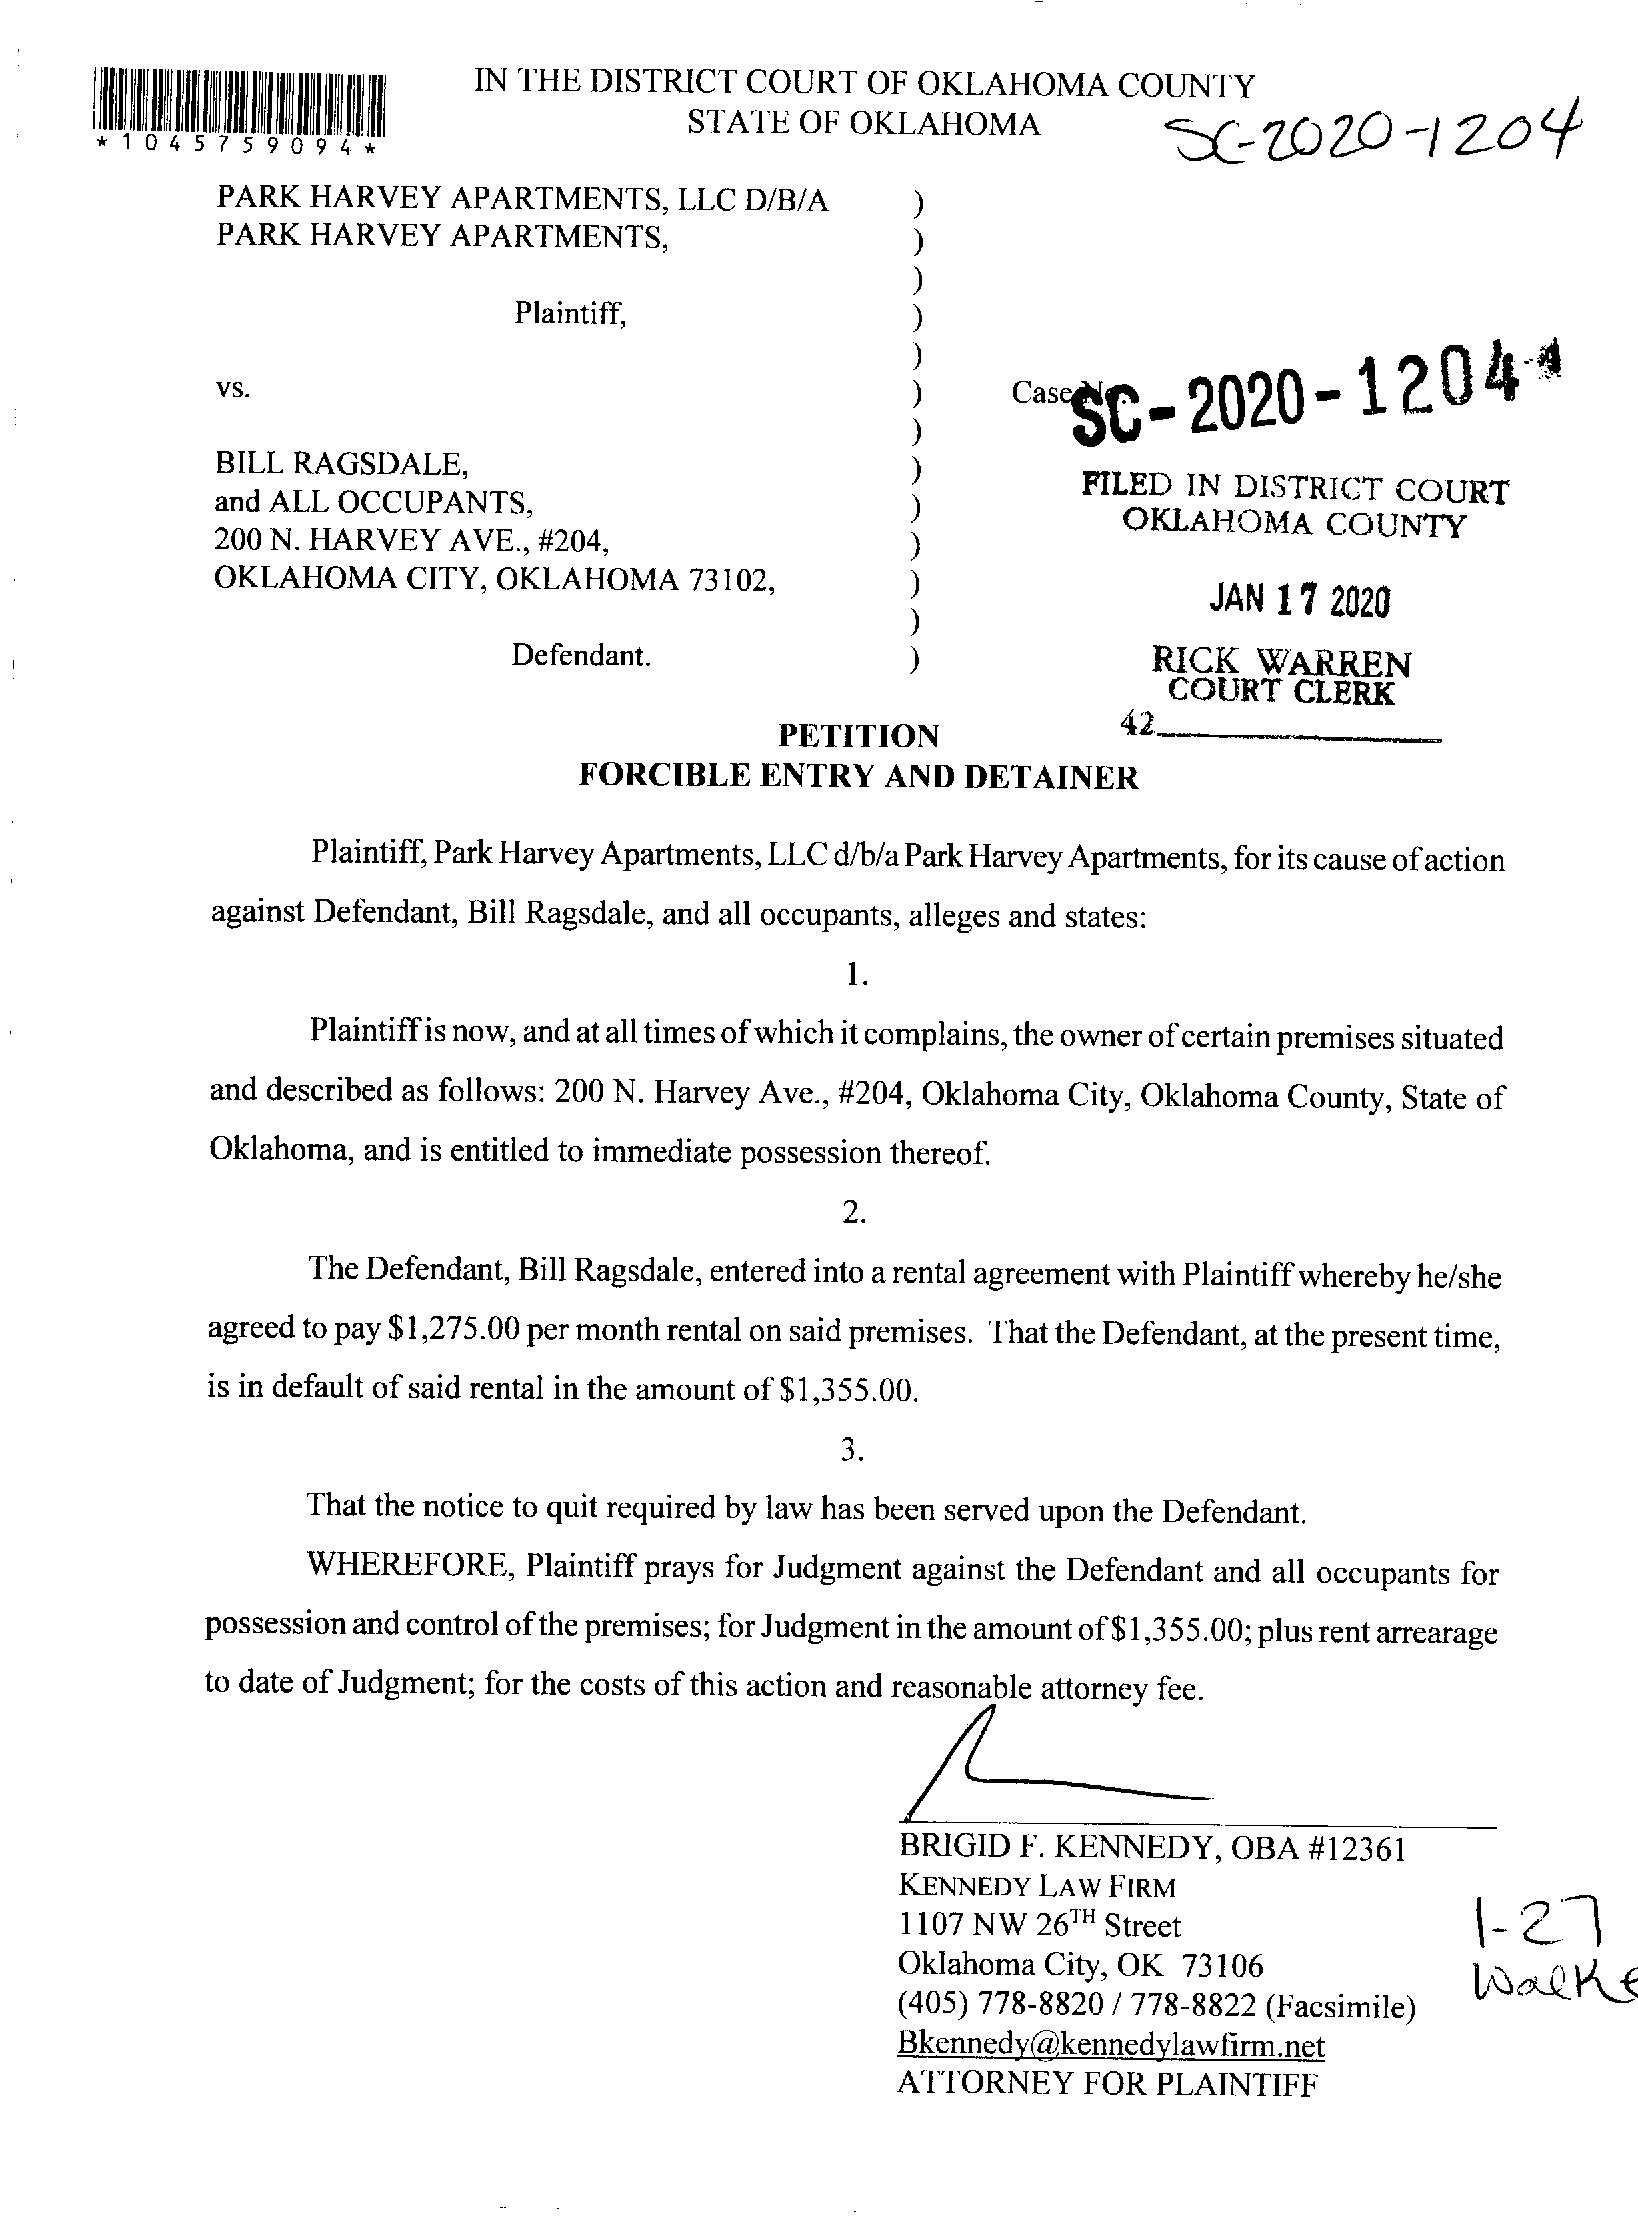 IN THE DISTRICT COURT OF OKLAHOMA COUNTY
STATE OF OKLAHOMA
*1045759094*
SC-2020-1204
PARK HARVEY APARTMENTS, LLC D/B/A )
PARK HARVEY APARTMENTS, )
)
Plaintiff, )
)
vs. ) Case SC-2020-1204
)
BILL RAGSDALE, )
and ALL OCCUPANTS, )
200 N. HARVEY AVE., #204, )
OKLAHOMA CITY, OKLAHOMA 73102, )
)
Defendant. )
FILED IN DISTRICT COURT
OKLAHOMA COUNTY
JAN 17 2020
RICK WARREN
COURT CLERK
42
PETITION
FORCIBLE ENTRY AND DETAINER
Plaintiff, Park Harvey Apartments, LLC d/b/a Park Harvey Apartments, for its cause of action
against Defendant, Bill Ragsdale, and all occupants, alleges and states:
1.
Plaintiff is now, and at all times of which it complains, the owner of certain premises situated
and described as follows: 200 N. Harvey Ave., #204, Oklahoma City, Oklahoma County, State of
Oklahoma, and is entitled to immediate possession thereof.
2.
The Defendant, Bill Ragsdale, entered into a rental agreement with Plaintiff whereby he/she
agreed to pay $1,275.00 per month rental on said premises. That the Defendant, at the present time,
is in default of said rental in the amount of $1,355.00.
3.
That the notice to quit required by law has been served upon the Defendant.
WHEREFORE, Plaintiff prays for Judgment against the Defendant and all occupants for
possession and control of the premises; for Judgment in the amount of $1,355.00; plus rent arrearage
to date of Judgment; for the costs of this action and reasonable attorney fee.
BRIGID F. KENNEDY, OBA #12361
KENNEDY LAW FIRM
1107 NW 26TH Street
Oklahoma City, OK 73106
(405) 778-8820 / 778-8822 (Facsimile)
Bkennedy@kennedylawfirm.net
ATTORNEY FOR PLAINTIFF
1-27
Walke